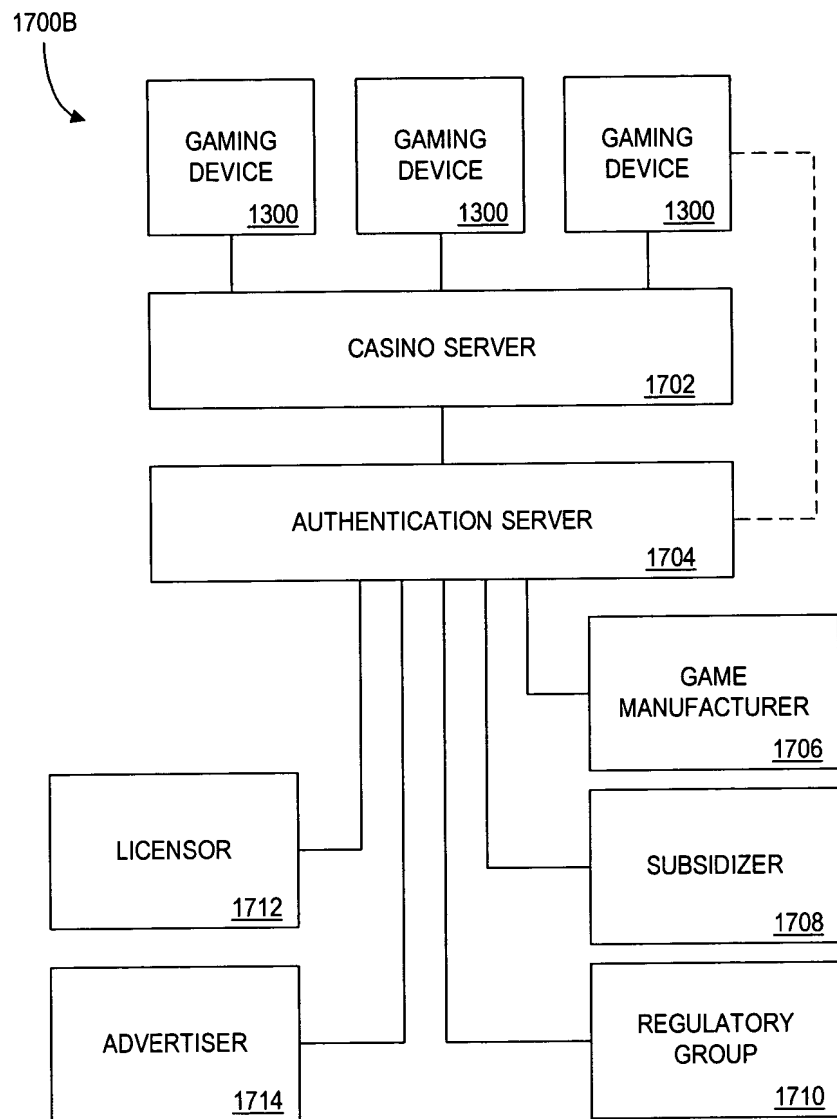 1700B
GAMING
DEVICE
1300
GAMING
DEVICE
1300
GAMING
DEVICE
1300
CASINO SERVER
1702
AUTHENTICATION SERVER
1704
GAME
MANUFACTURER
1706
LICENSOR
1712
SUBSIDIZER
1708
ADVERTISER
1714
REGULATORY
GROUP
1710